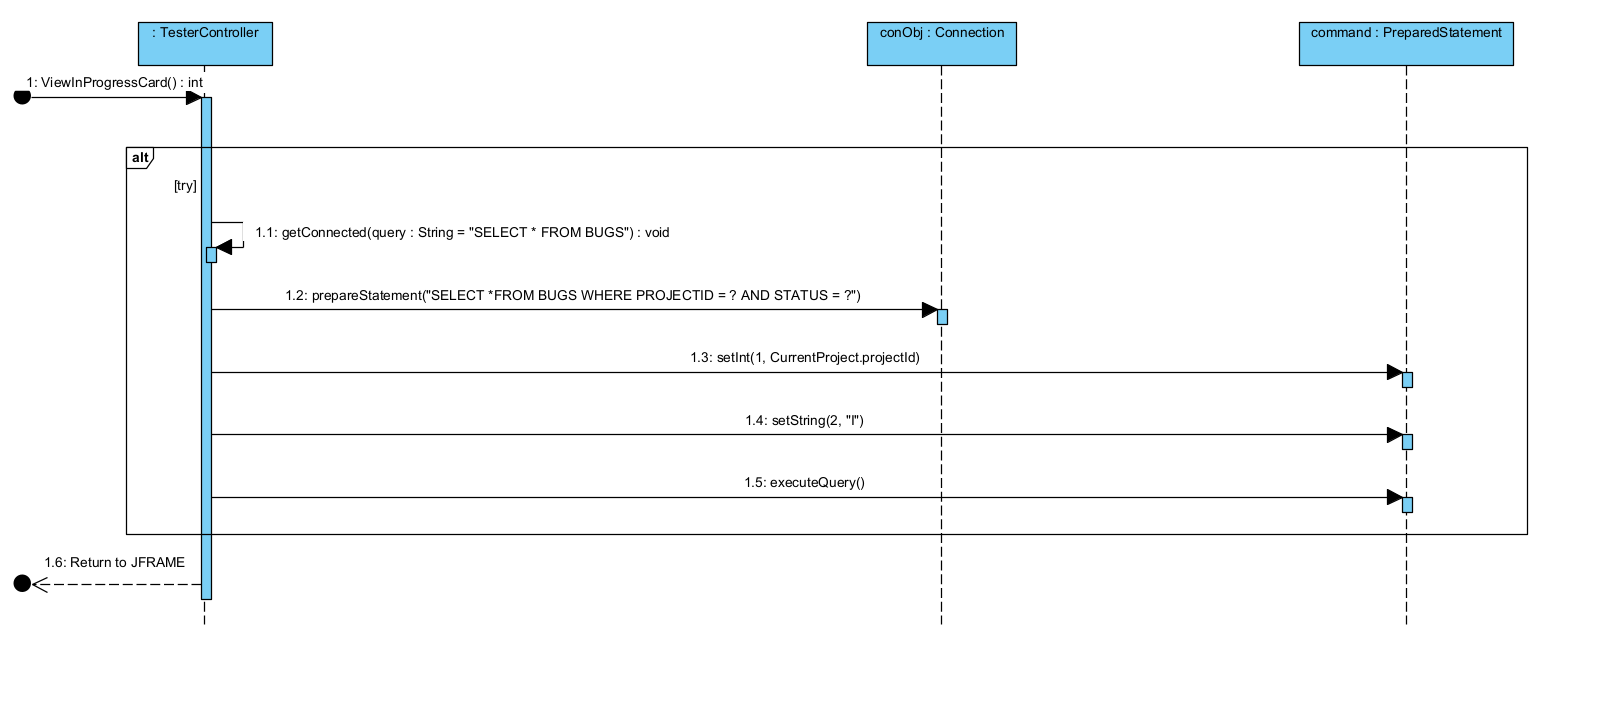 : TesterController
conObj : Connection
command : PreparedStatement
1: ViewInProgressCard() : int
alt
[try]
1.1: getConnected(query : String = "SELECT * FROM BUGS") : void
1.2: prepareStatement("SELECT *FROM BUGS WHERE PROJECTID = ? AND STATUS = ?")
1.3: setInt(1, CurrentProject.projectId)
1.4: setString(2, "I")
1.5: executeQuery()
1.6: Return to JFRAME